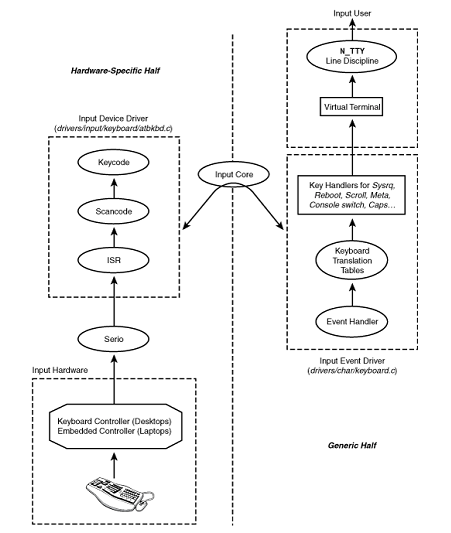 Input User
N_TTY
Line Discipline
Virtual Terminal
Hardware-Specific Half
Input Device Driver
(drivers/input/keyboard/atbkbd.c)
Keycode
Scancode
ISR
Serio
Input Hardware
Keyboard Controller (Desktops)
Embedded Controller (Laptops)
Input Core
Key Handlers for Sysrq,
Reboot, Scroll, Meta,
Console switch, Caps...
Keyboard
Translation
Tables
Event Handler
Input Event Driver
(drivers/char/keyboard.c)
Generic Half